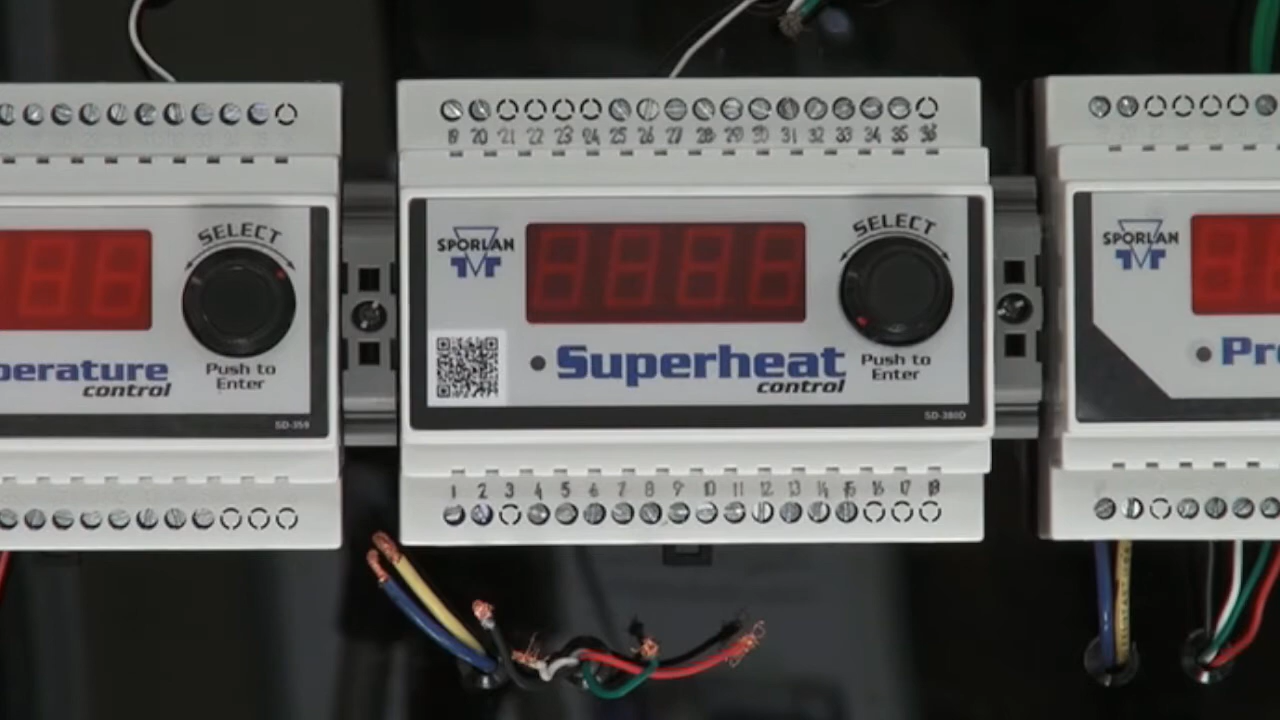 19 20 21 22 23 24 25 26 27 28 29 30 31 32 33 34 35 36
SELECT
perature
control
Push to
Enter
SD-359
SPORLAN
SELECT
Superheat
control
Push to
Enter
SD-380D
1 2 3 4 5 6 7 8 9 10 11 12 13 14 15 16 17 18
SPORLAN
Pre